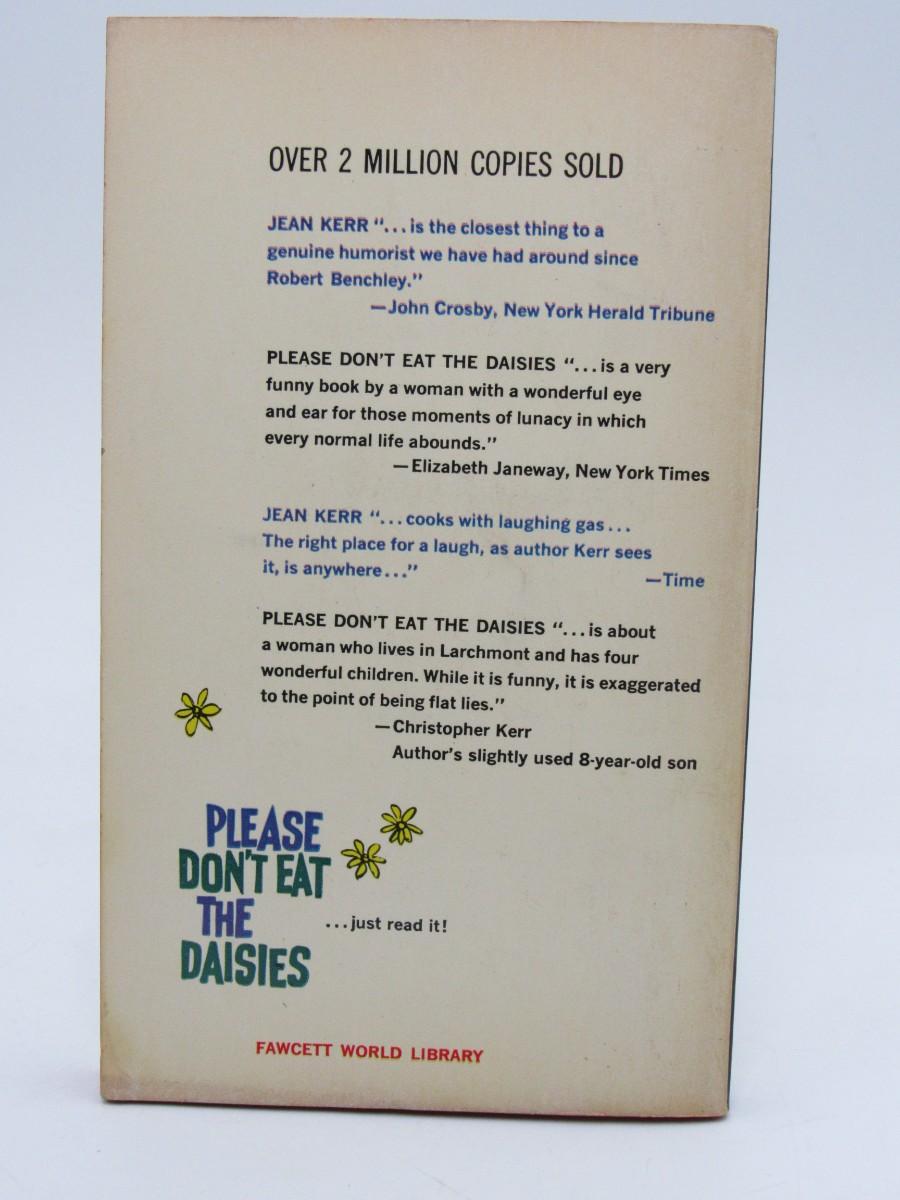 OVER 2 MILLION COPIES SOLD
JEAN KERR "...is the closest thing to a
genuine humorist we have had around since
Robert Benchley."
—John Crosby, New York Herald Tribune
PLEASE DON'T EAT THE DAISIES "...is a very
funny book by a woman with a wonderful eye
and ear for those moments of lunacy in which
every normal life abounds."
—Elizabeth Janeway, New York Times
JEAN KERR "...cooks with laughing gas...
The right place for a laugh, as author Kerr sees
it, is anywhere..."
—Time
PLEASE DON'T EAT THE DAISIES "...is about
a woman who lives in Larchmont and has four
wonderful children. While it is funny, it is exaggerated
to the point of being flat lies."
—Christopher Kerr
Author's slightly used 8-year-old son
PLEASE
DON'T EAT
THE
DAISIES
...just read it!
FAWCETT WORLD LIBRARY